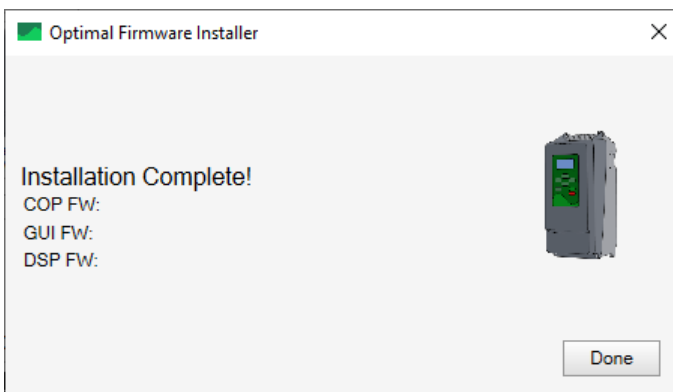 Optimal Firmware Installer
Installation Complete!
COP FW:
GUI FW:
DSP FW:
Done